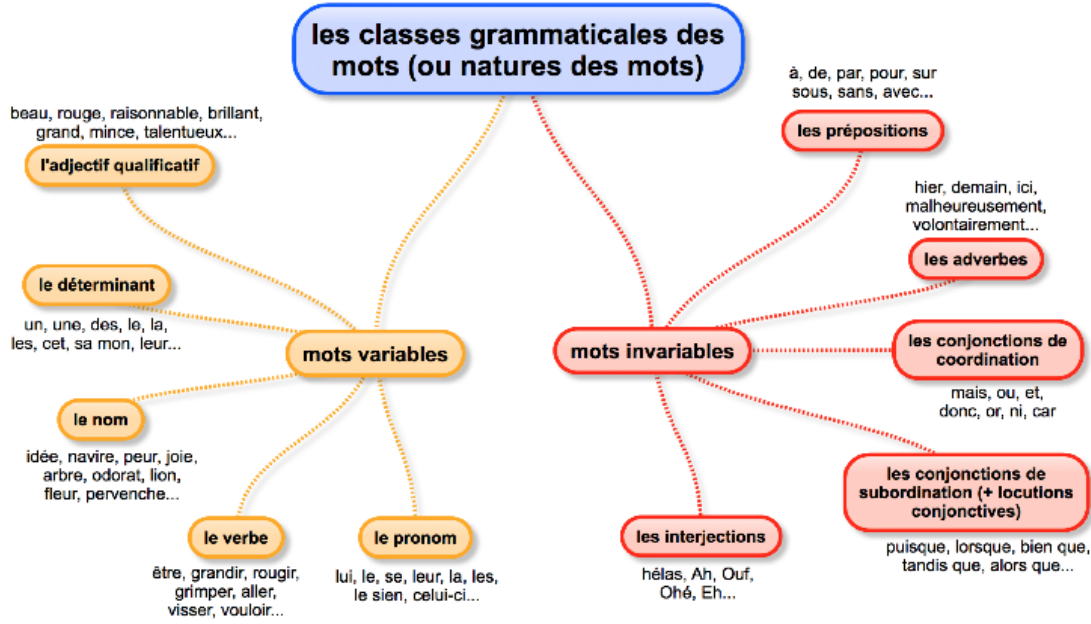 les classes grammaticales des
mots (ou natures des mots)
beau, rouge, raisonnable, brillant,
grand, mince, talentueux...
l'adjectif qualificatif
le déterminant
un, une, des, le, la,
les, cet, sa mon, leur...
mots variables
le nom
idée, navire, peur, joie,
arbre, odorat, lion,
fleur, pervenche...
le verbe
être, grandir, rougir,
grimper, aller,
visser, vouloir...
le pronom
lui, le, se, leur, la, les,
le sien, celui-ci...
à, de, par, pour, sur
sous, sans, avec...
les prépositions
hier, demain, ici,
malheureusement,
volontairement...
les adverbes
mots invariables
les conjonctions de
coordination
mais, ou, et,
donc, or, ni, car
les conjonctions de
subordination (+ locutions
conjonctives)
puisque, lorsque, bien que,
tandis que, alors que...
les interjections
hélas, Ah, Ouf,
Ohé, Eh...